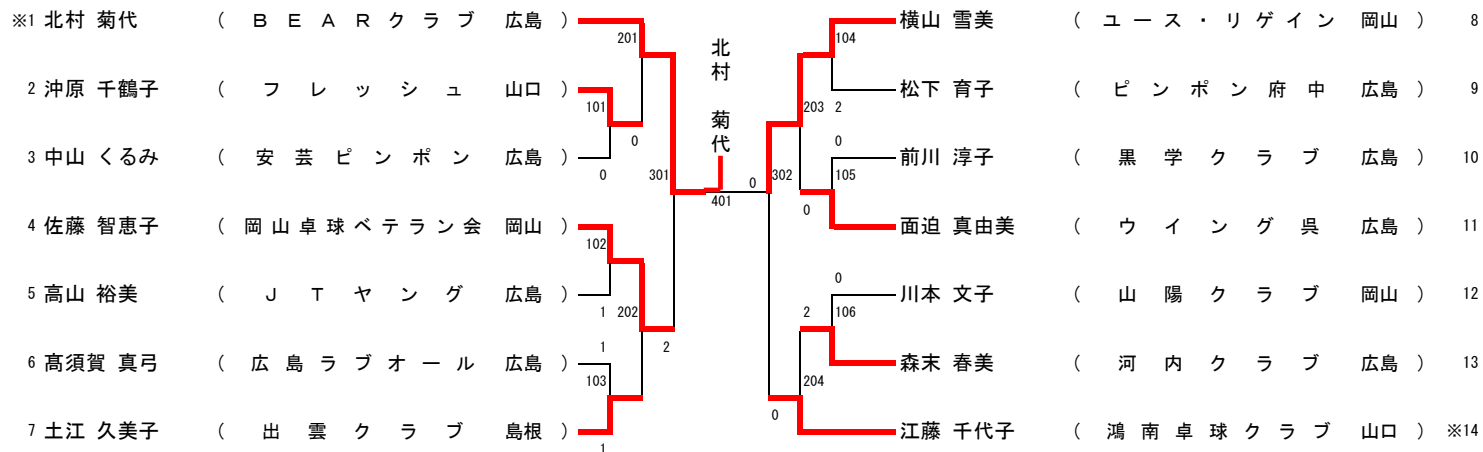 ※1 北村 菊代 ( BEARクラブ 広島 )
201
2 沖原 千鶴子 ( フレッシュ 山口 )
101
0
3 中山 くるみ ( 安芸ピンポン 広島 )
0
301
4 佐藤 智恵子 ( 岡山卓球ベテラン会 岡山 )
102
5 高山 裕美 ( JTヤング 広島 )
1
202
1
2
6 髙須賀 真弓 ( 広島ラブオール 広島 )
103
7 土江 久美子 ( 出雲クラブ 島根 )
1
北村 菊代
401
0
横山 雪美 ( ユース・リゲイン 岡山 ) 8
104
松下 育子 ( ピンポン府中 広島 ) 9
203
2
0
前川 淳子 ( 黒学クラブ 広島 ) 10
302
105
0
面迫 真由美 ( ウイング呉 広島 ) 11
0
川本 文子 ( 山陽クラブ 岡山 ) 12
2
106
森末 春美 ( 河内クラブ 広島 ) 13
204
0
江藤 千代子 ( 鴻南卓球クラブ 山口 ) ※14